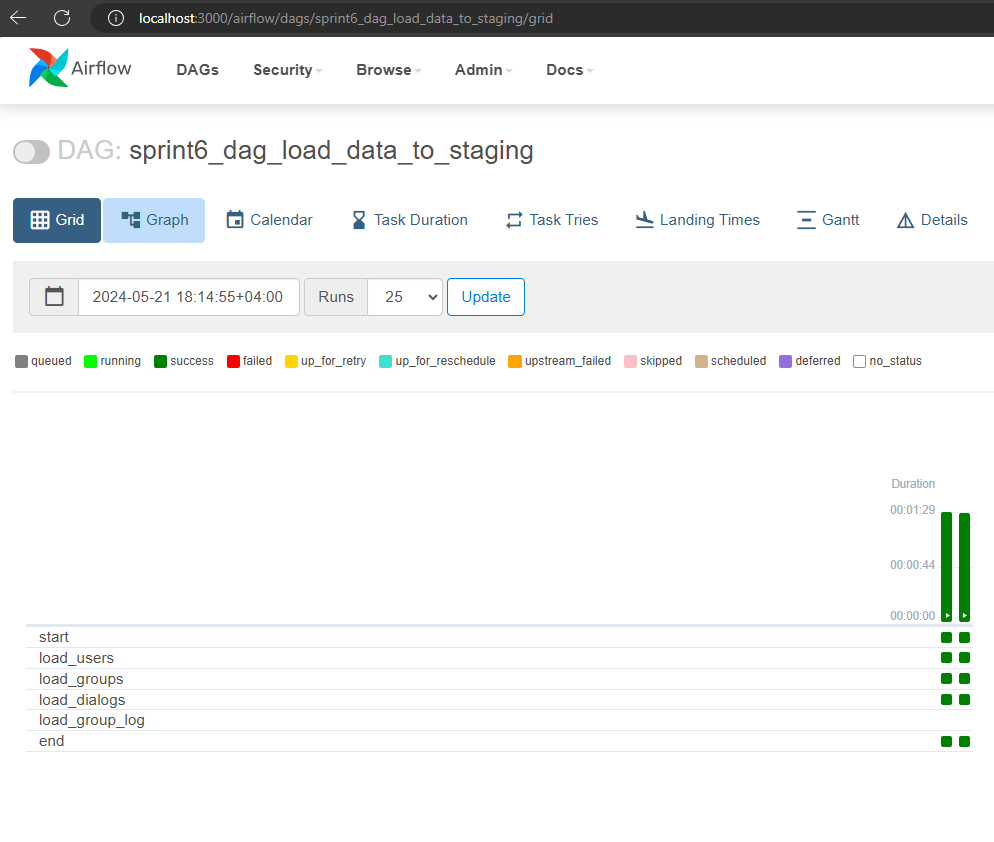 localhost:3000/airflow/dags/sprint6_dag_load_data_to_staging/grid
Airflow DAGs Security Browse Admin Docs
DAG: sprint6_dag_load_data_to_staging
Grid Graph Calendar Task Duration Task Tries Landing Times Gantt Details
2024-05-21 18:14:55+04:00 Runs 25 Update
queued running success failed up_for_retry up_for_reschedule upstream_failed skipped scheduled deferred no_status
Duration
00:01:29
00:00:44
00:00:00
start
load_users
load_groups
load_dialogs
load_group_log
end